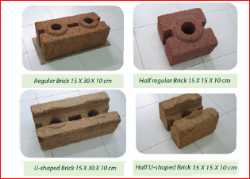 Regular Brick 15 X 30 X 10 cm
Half regular Brick 15 X 15 X 10 cm
U-shaped Brick 15 X 30 X 10 cm
Half U-shaped Brick 15 X 15 X 10 cm